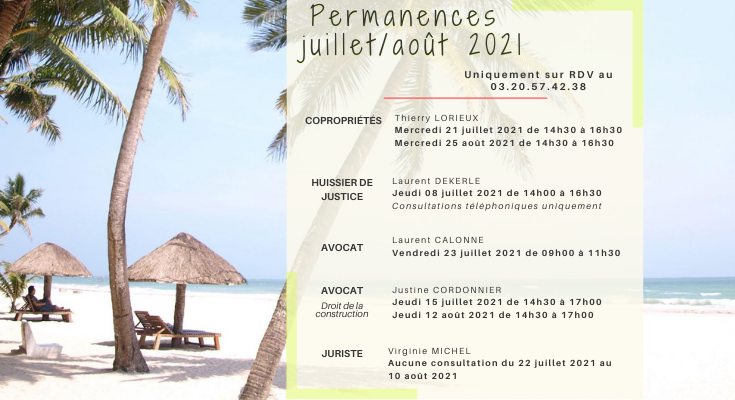 Permanences
juillet/août 2021
Uniquement sur RDV au
03.20.57.42.38
COPROPRIÉTÉS
Thierry LORIEUX
Mercredi 21 juillet 2021 de 14h30 à 16h30
Mercredi 25 août 2021 de 14h30 à 16h30
HUISSIER DE
JUSTICE
Laurent DEKERLE
Jeudi 08 juillet 2021 de 14h00 à 16h30
Consultations téléphoniques uniquement
AVOCAT
Laurent CALONNE
Vendredi 23 juillet 2021 de 09h00 à 11h30
AVOCAT
Droit de la
construction
Justine CORDONNIER
Jeudi 15 juillet 2021 de 14h30 à 17h00
Jeudi 12 août 2021 de 14h30 à 17h00
JURISTE
Virginie MICHEL
Aucune consultation du 22 juillet 2021 au
10 août 2021